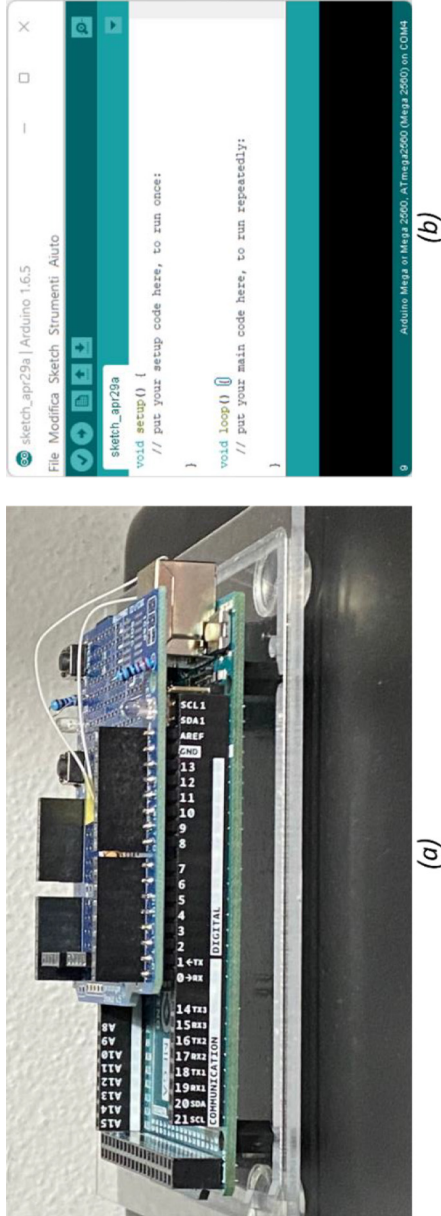 A15
A14
A13
A12
A11
A10
A9
A8
21 SCL
20 SDA
19 RX1
18 TX1
17 RX2
16 TX2
15 RX3
14 TX3
0→RX
1←TX
2
3
4
5
6
7
8
9
10
11
12
13
GND
AREF
SDA1
SCL1
COMMUNICATION
DIGITAL
(a)
sketch_apr29a | Arduino 1.6.5
File Modifica Sketch Strumenti Aiuto
sketch_apr29a
void setup() {
// put your setup code here, to run once:
}
void loop() {
// put your main code here, to run repeatedly:
}
9
Arduino Mega or Mega 2560, ATmega2560 (Mega 2560) on COM4
(b)